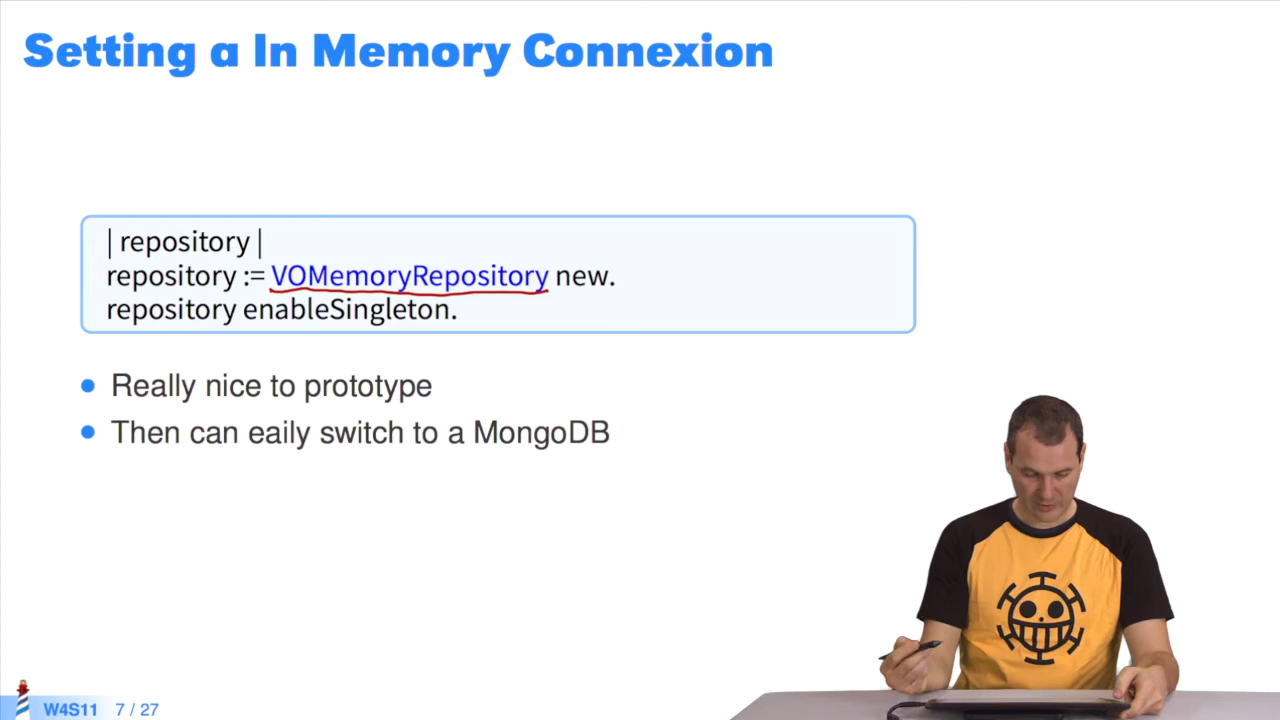 Setting a In Memory Connexion
| repository |
repository := VOMemoryRepository new.
repository enableSingleton.
Really nice to prototype
Then can eaily switch to a MongoDB
W4S11 7 / 27